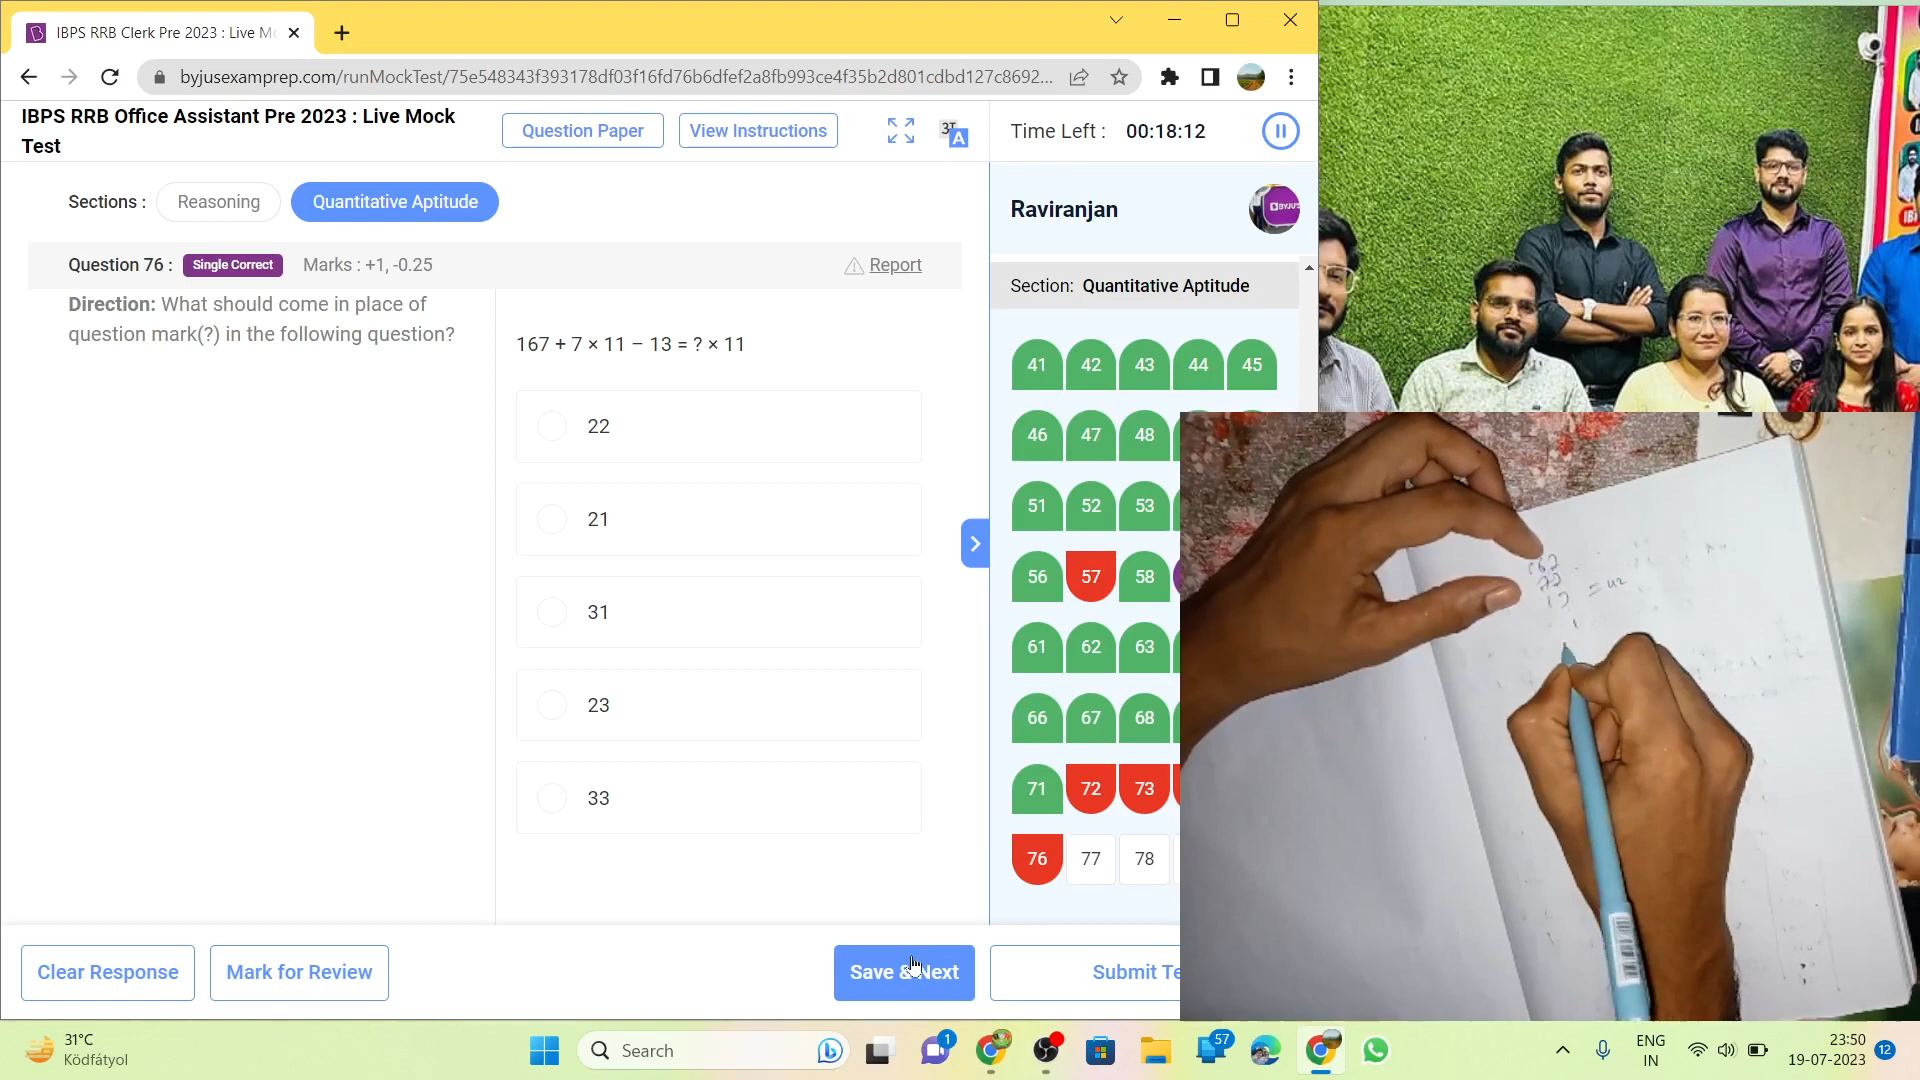 IBPS RRB Clerk Pre 2023 : Live Mo
byjusexamprep.com/runMockTest/75e548343f393178df03f16fd76b6dfef2a8fb993ce4f35b2d801cdbd127c8692...
IBPS RRB Office Assistant Pre 2023 : Live Mock
Test
Question Paper
View Instructions
Time Left : 00:18:12
Sections : Reasoning Quantitative Aptitude
Raviranjan
BYJU'S
Question 76 : Single Correct Marks : +1, -0.25 Report
Section: Quantitative Aptitude
Direction: What should come in place of
question mark(?) in the following question?
167 + 7 × 11 − 13 = ? × 11
22
21
31
23
33
41 42 43 44 45
46 47 48
51 52 53
56 57 58
61 62 63
66 67 68
71 72 73
76 77 78
Clear Response
Mark for Review
Save & Next
Submit Te
31°C
Ködfátyol
Search
1
57
ENG
IN
23:50
19-07-2023
12